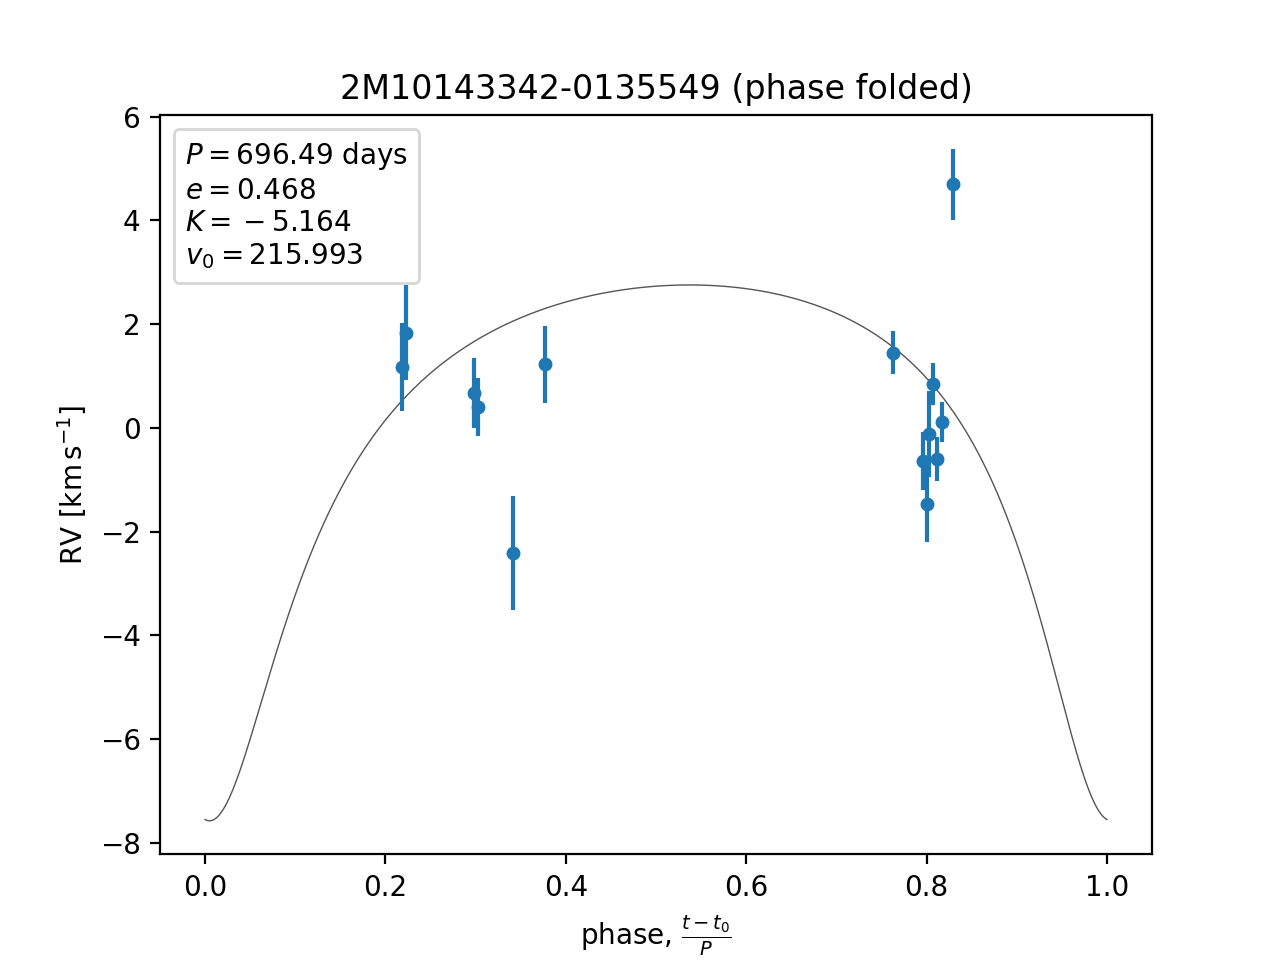 2M10143342-0135549 (phase folded)
P = 696.49 days
e = 0.468
K = −5.164
v₀ = 215.993
6
4
2
0
−2
−4
−6
−8
RV [km s⁻¹]
0.0 0.2 0.4 0.6 0.8 1.0
phase, (t − t₀)/P